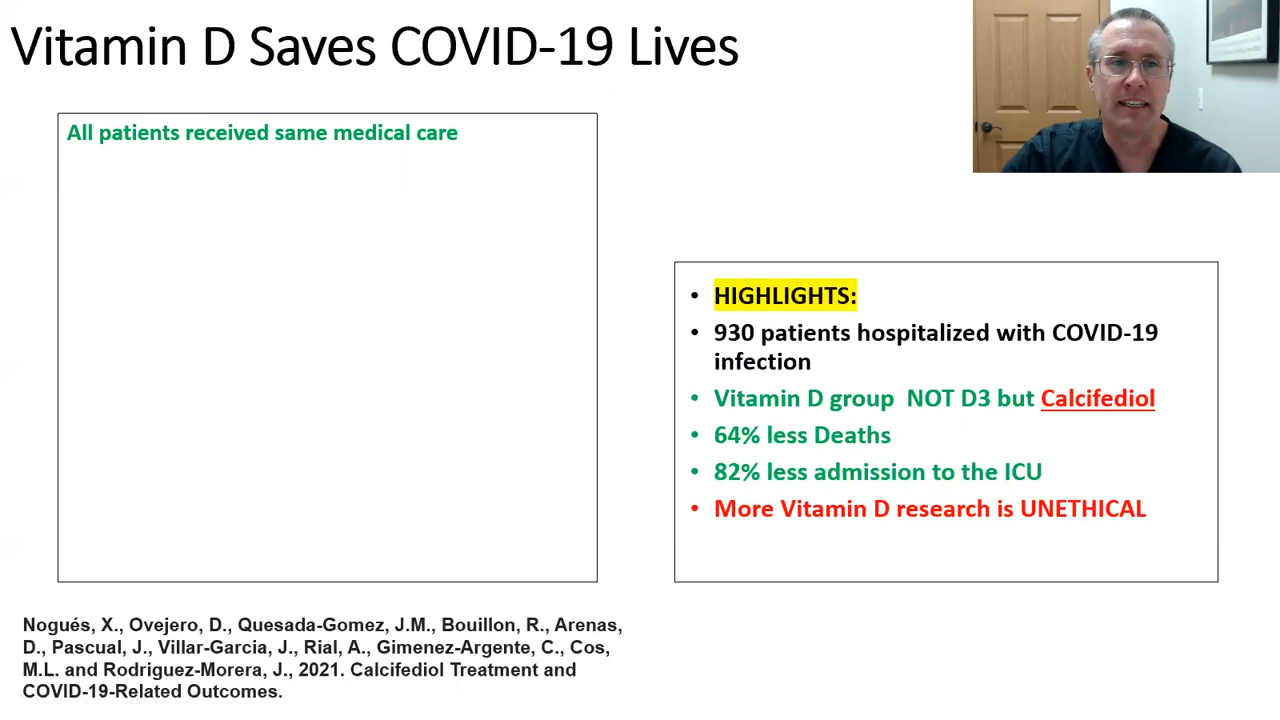 Vitamin D Saves COVID-19 Lives
All patients received same medical care
• HIGHLIGHTS:
• 930 patients hospitalized with COVID-19
infection
• Vitamin D group  NOT D3 but Calcifediol
• 64% less Deaths
• 82% less admission to the ICU
• More Vitamin D research is UNETHICAL
Nogués, X., Ovejero, D., Quesada-Gomez, J.M., Bouillon, R., Arenas,
D., Pascual, J., Villar-Garcia, J., Rial, A., Gimenez-Argente, C., Cos,
M.L. and Rodriguez-Morera, J., 2021. Calcifediol Treatment and
COVID-19-Related Outcomes.